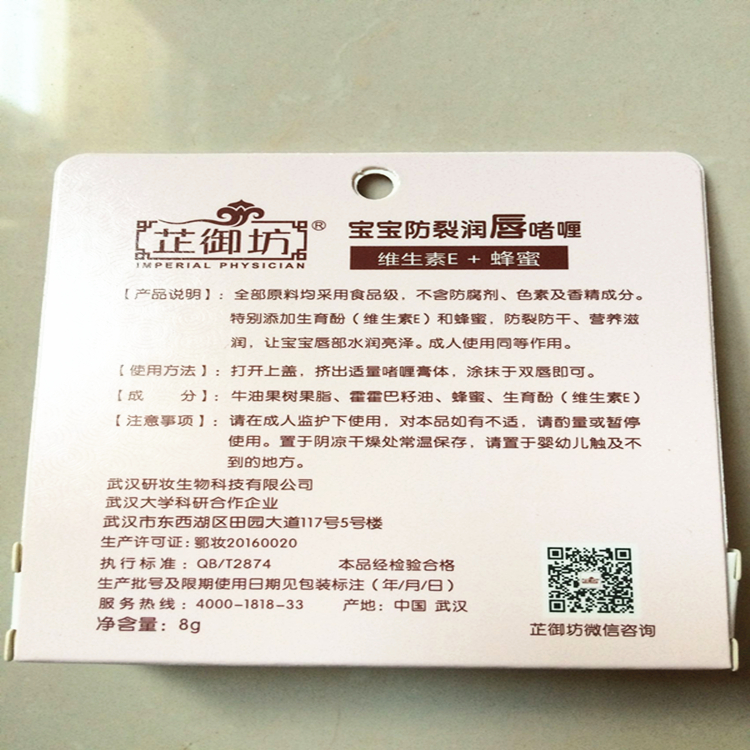 芷御坊®
IMPERIAL PHYSICIAN
宝宝防裂润唇啫喱
维生素E + 蜂蜜
【产品说明】：全部原料均采用食品级，不含防腐剂、色素及香精成分。
特别添加生育酚（维生素E）和蜂蜜，防裂防干、营养滋
润，让宝宝唇部水润亮泽。成人使用同等作用。
【使用方法】：打开上盖，挤出适量啫喱膏体，涂抹于双唇即可。
【成 分】：牛油果树果脂、霍霍巴籽油、蜂蜜、生育酚（维生素E）
【注意事项】：请在成人监护下使用，对本品如有不适，请酌量或暂停
使用。置于阴凉干燥处常温保存，请置于婴幼儿触及不
到的地方。
武汉研妆生物科技有限公司
武汉大学科研合作企业
武汉市东西湖区田园大道117号5号楼
生产许可证：鄂妆20160020
执行标准：QB/T2874 本品经检验合格
生产批号及限期使用日期见包装标注（年/月/日）
服务热线：4000-1818-33 产地：中国 武汉
净含量：8g
芷御坊微信咨询